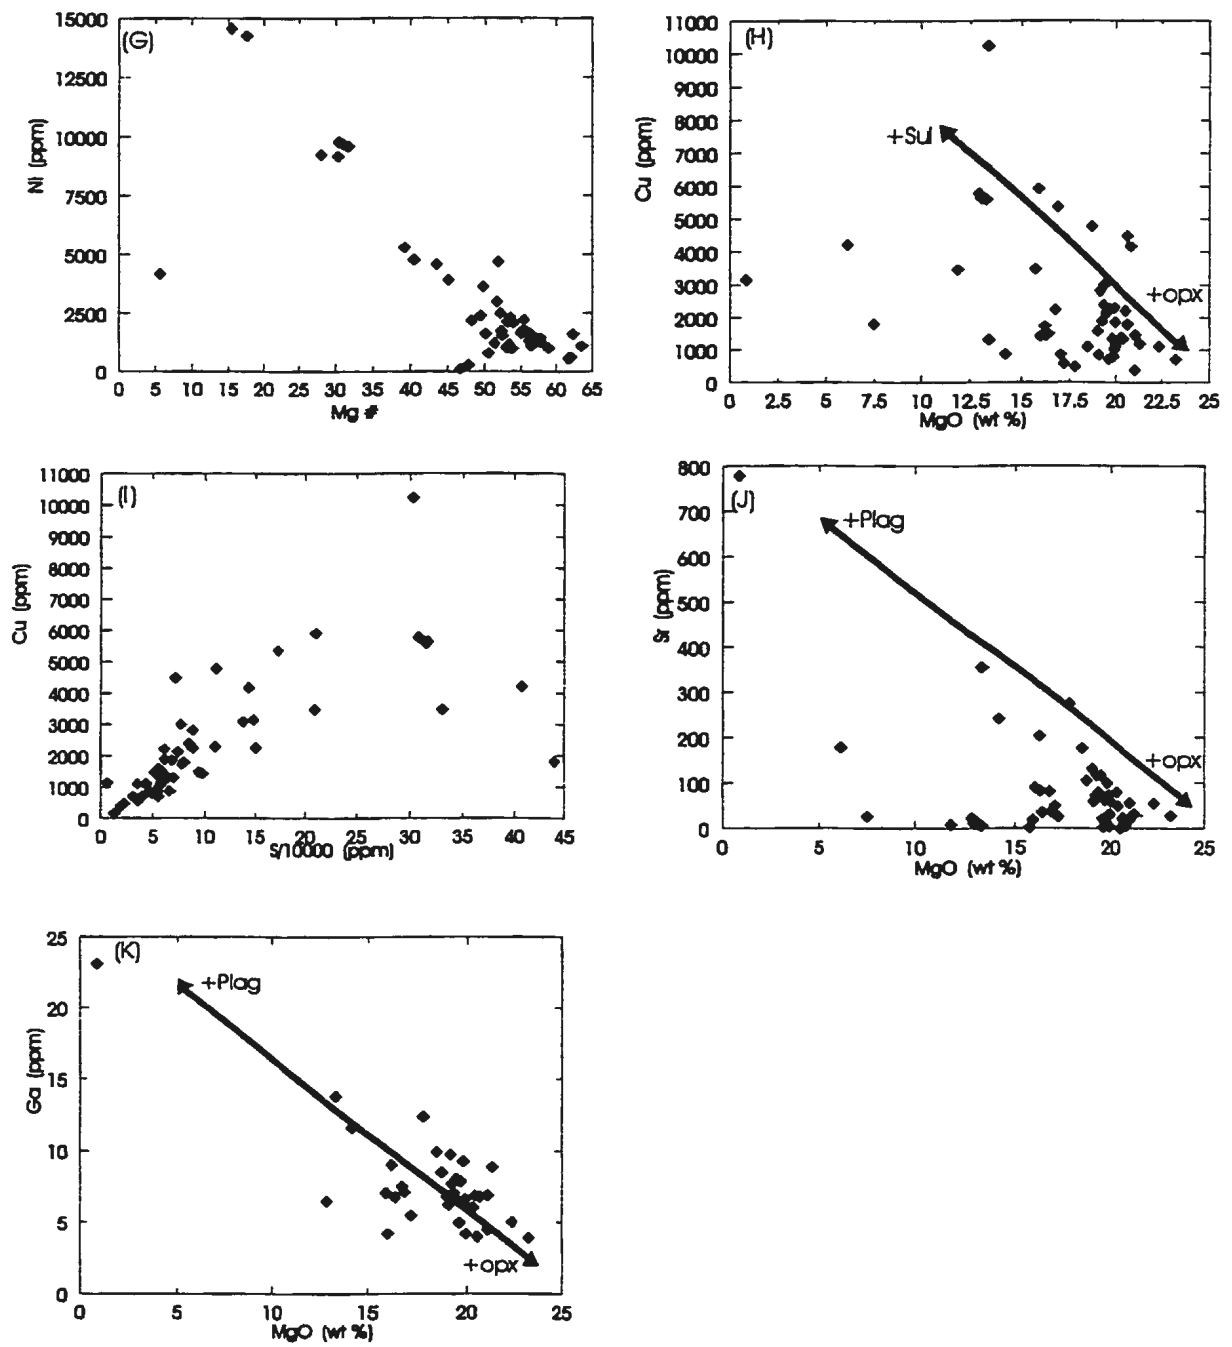 (G)
15000
12500
10000
7500
5000
2500
0
Ni (ppm)
0 5 10 15 20 25 30 35 40 45 50 55 60 65
Mg #
(H)
11000
10000
9000
8000
7000
6000
5000
4000
3000
2000
1000
0
Cu (ppm)
+Sul
+opx
0 2.5 5 7.5 10 12.5 15 17.5 20 22.5 25
MgO (wt %)
(I)
11000
10000
9000
8000
7000
6000
5000
4000
3000
2000
1000
0
Cu (ppm)
0 5 10 15 20 25 30 35 40 45
S/10000 (ppm)
(J)
800
700
600
500
400
300
200
100
0
Sr (ppm)
+Plag
+opx
0 5 10 15 20 25
MgO (wt %)
(K)
25
20
15
10
5
0
Ga (ppm)
+Plag
+opx
0 5 10 15 20 25
MgO (wt %)